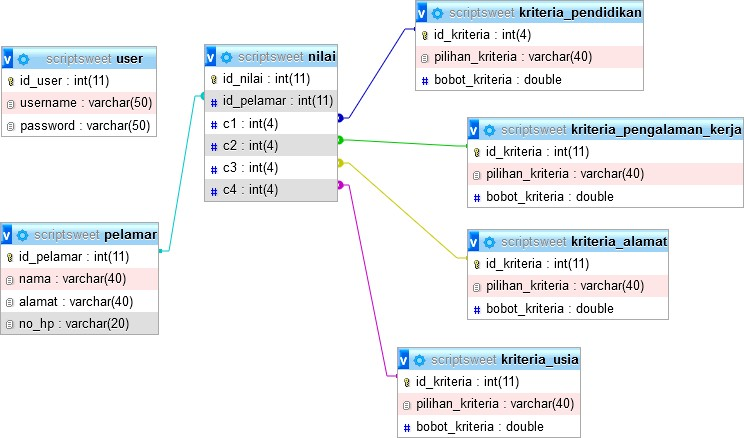 v scriptsweet user
id_user : int(11)
username : varchar(50)
password : varchar(50)
v scriptsweet pelamar
id_pelamar : int(11)
nama : varchar(40)
alamat : varchar(40)
no_hp : varchar(20)
v scriptsweet nilai
id_nilai : int(11)
# id_pelamar : int(11)
# c1 : int(4)
# c2 : int(4)
# c3 : int(4)
# c4 : int(4)
v scriptsweet kriteria_pendidikan
id_kriteria : int(4)
pilihan_kriteria : varchar(40)
# bobot_kriteria : double
v scriptsweet kriteria_pengalaman_kerja
id_kriteria : int(11)
pilihan_kriteria : varchar(40)
# bobot_kriteria : double
v scriptsweet kriteria_alamat
id_kriteria : int(11)
pilihan_kriteria : varchar(40)
# bobot_kriteria : double
v scriptsweet kriteria_usia
id_kriteria : int(11)
pilihan_kriteria : varchar(40)
# bobot_kriteria : double